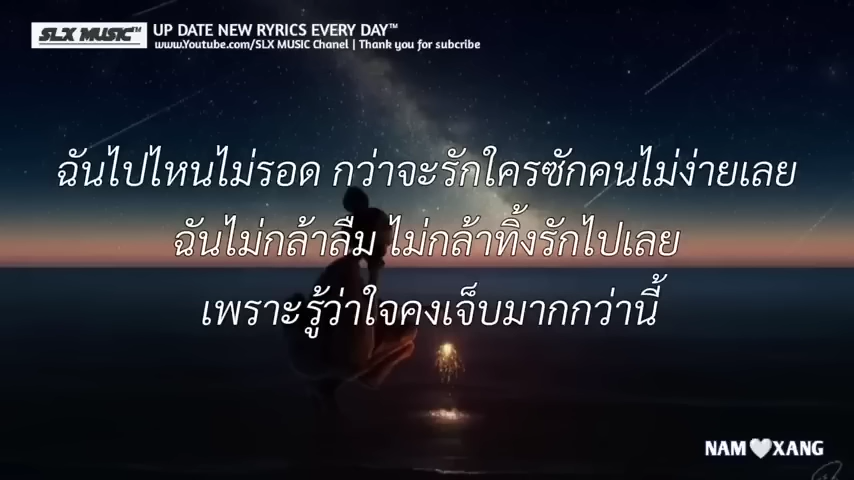 SLX MUSIC™ UP DATE NEW RYRICS EVERY DAY™
www.Youtube.com/SLX MUSIC Chanel | Thank you for subcribe
ฉันไปไหนไม่รอด กว่าจะรักใครซักคนไม่ง่ายเลย
ฉันไม่กล้าลืม ไม่กล้าทิ้งรักไปเลย
เพราะรู้ว่าใจคงเจ็บมากกว่านี้
NAM🤍XANG